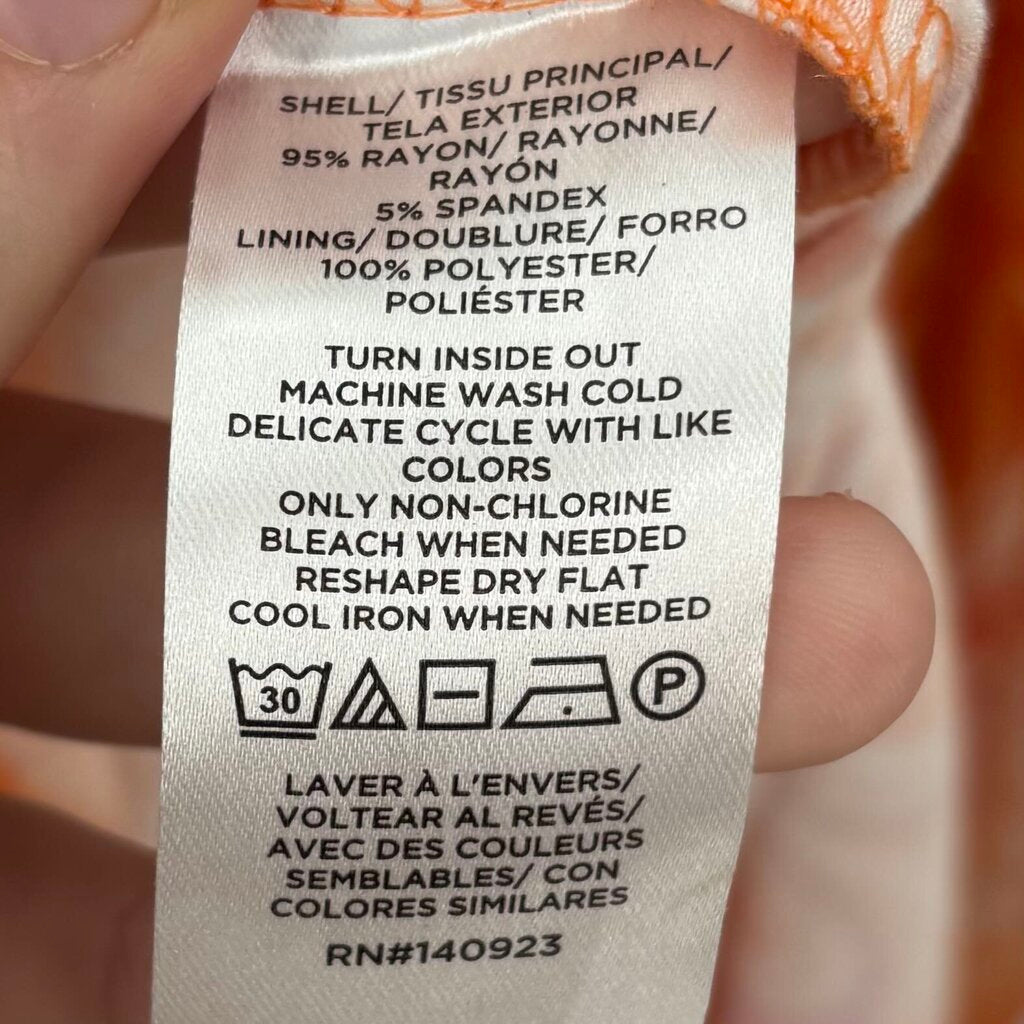 SHELL/ TISSU PRINCIPAL/
TELA EXTERIOR
95% RAYON/ RAYONNE/
RAYÓN
5% SPANDEX
LINING/ DOUBLURE/ FORRO
100% POLYESTER/
POLIÉSTER
TURN INSIDE OUT
MACHINE WASH COLD
DELICATE CYCLE WITH LIKE
COLORS
ONLY NON-CHLORINE
BLEACH WHEN NEEDED
RESHAPE DRY FLAT
COOL IRON WHEN NEEDED
30 P
LAVER À L'ENVERS/
VOLTEAR AL REVÉS/
AVEC DES COULEURS
SEMBLABLES/ CON
COLORES SIMILARES
RN#140923